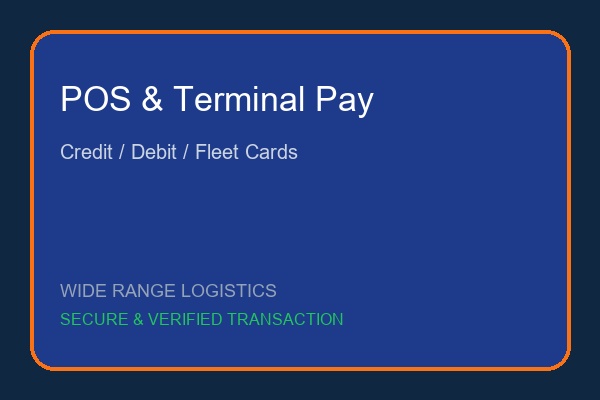 POS & Terminal Pay
Credit / Debit / Fleet Cards
WIDE RANGE LOGISTICS
SECURE & VERIFIED TRANSACTION